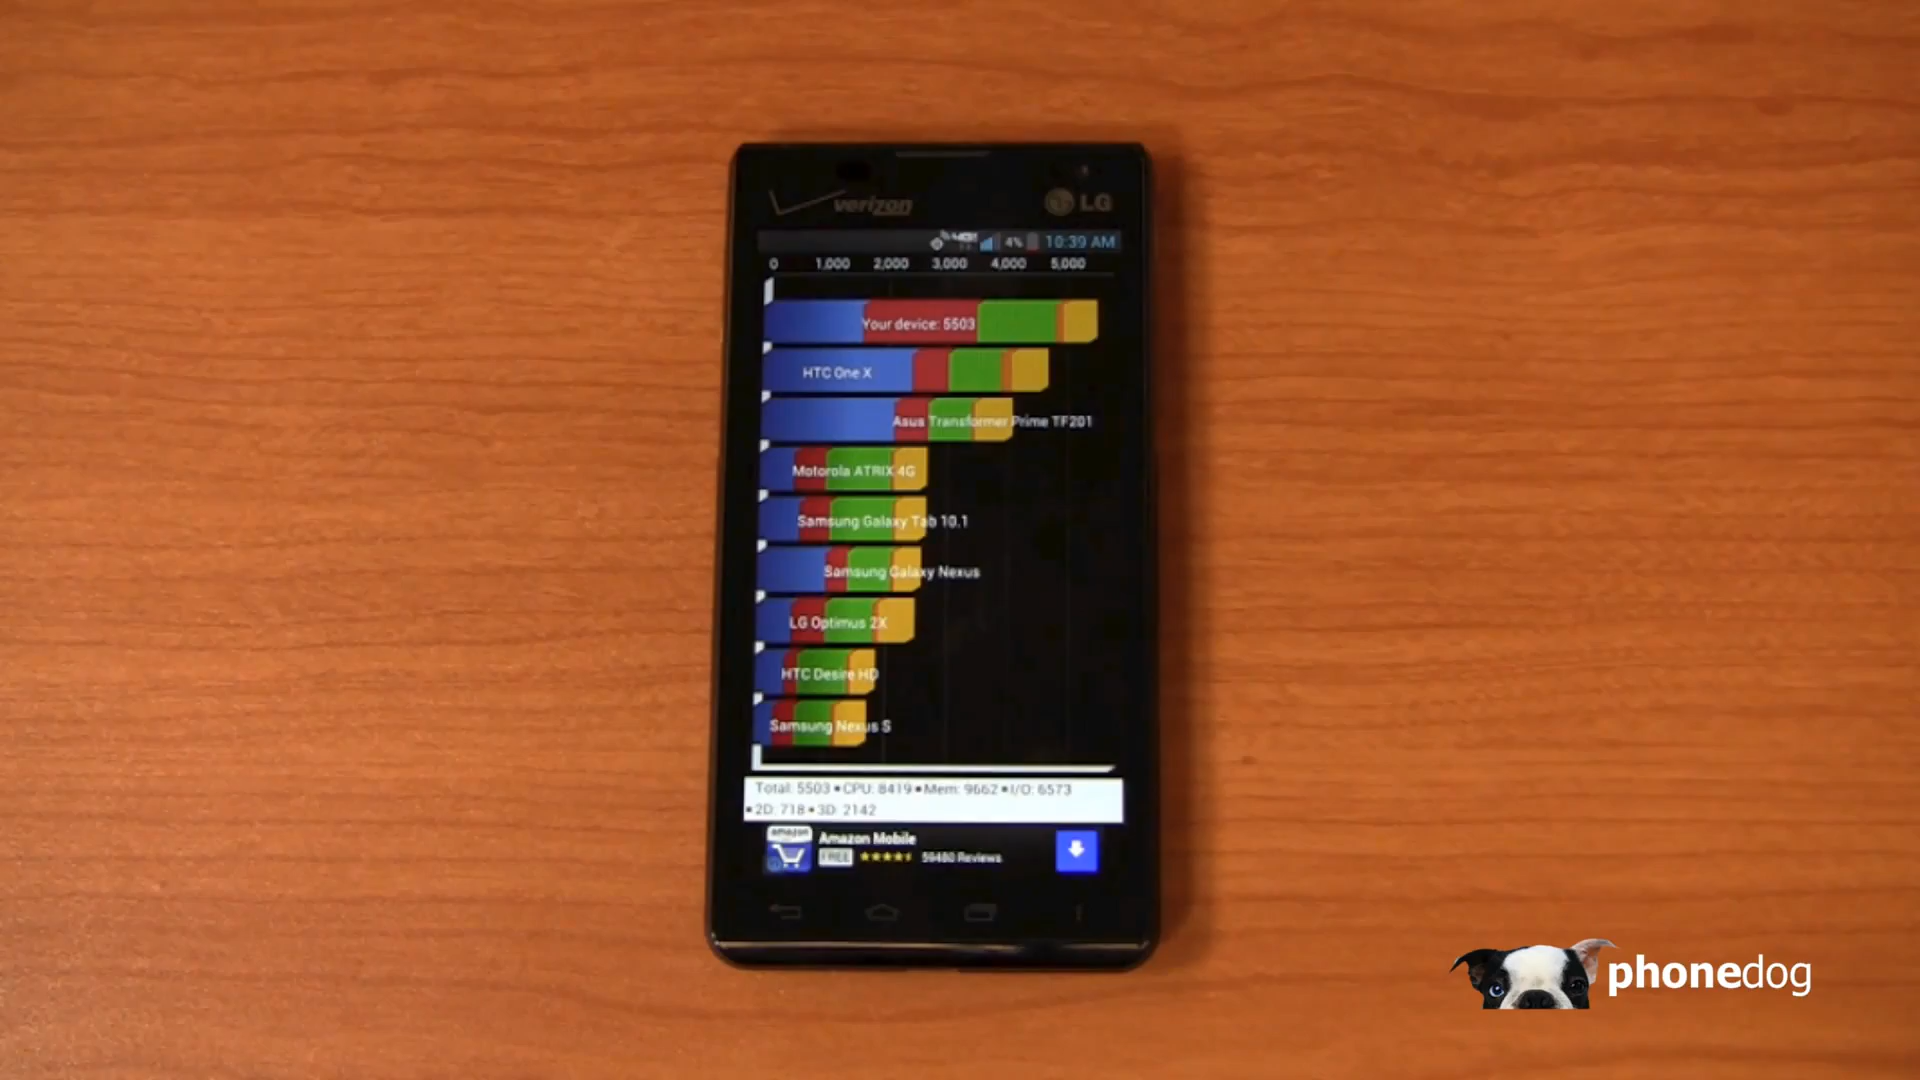 verizon
LG
4% 10:39 AM
0 1,000 2,000 3,000 4,000 5,000
Your device: 5503
HTC One X
Asus Transformer Prime TF201
Motorola ATRIX 4G
Samsung Galaxy Tab 10.1
Samsung Galaxy Nexus
LG Optimus 2X
HTC Desire HD
Samsung Nexus S
Total: 5503 ▪ CPU: 8419 ▪ Mem: 9662 ▪ I/O: 6573
▪ 2D: 718 ▪ 3D: 2142
amazon
Amazon Mobile
FREE 59480 Reviews
phonedog